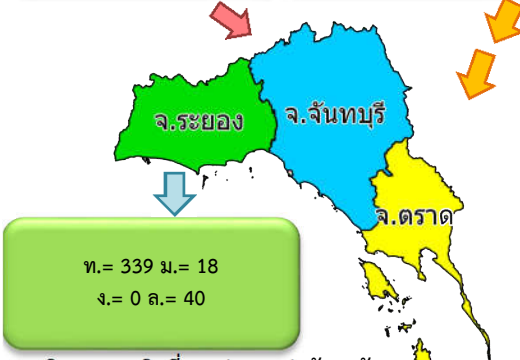 จ.ระยอง
จ.จันทบุรี
จ.ตราด
ท.= 339 ม.= 18
ง.= 0 ล.= 40